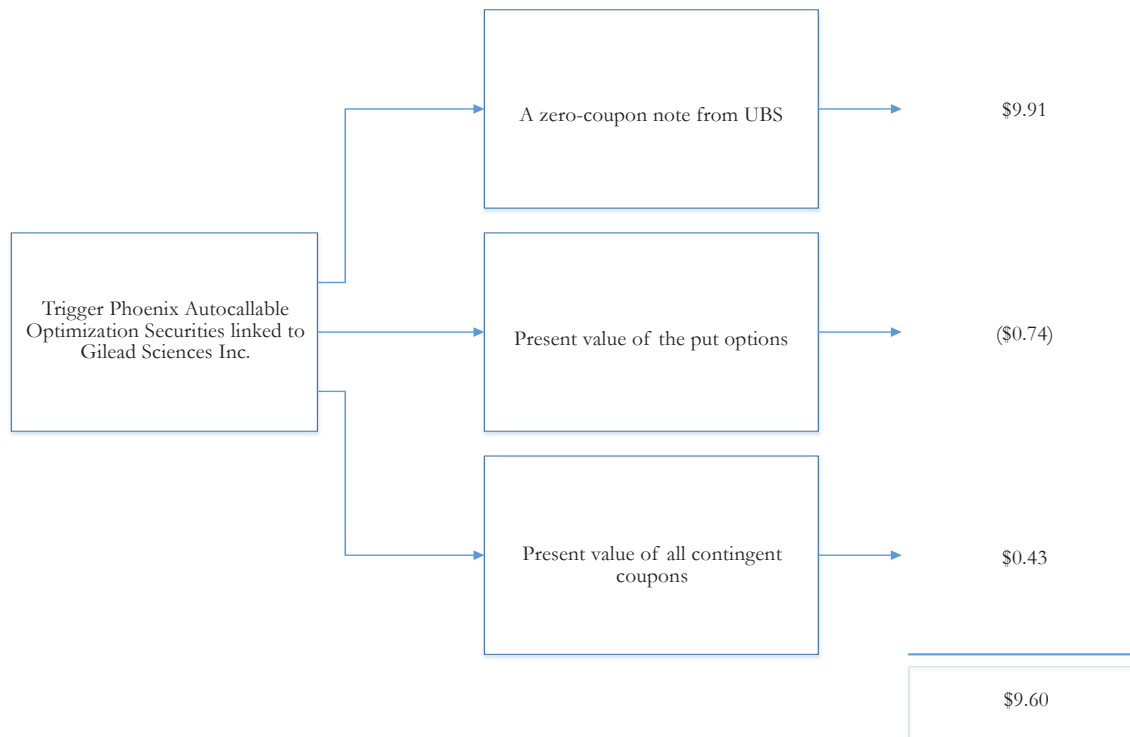 A zero-coupon note from UBS
$9.91
Trigger Phoenix Autocallable
Optimization Securities linked to
Gilead Sciences Inc.
Present value of the put options
($0.74)
Present value of all contingent
coupons
$0.43
$9.60